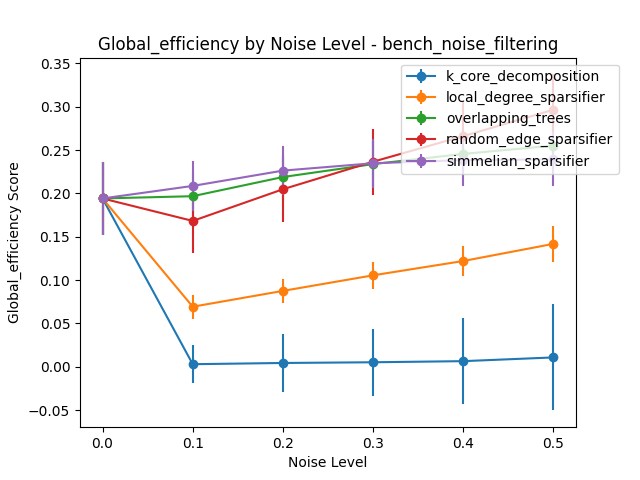 Global_efficiency by Noise Level - bench_noise_filtering
Global_efficiency Score
0.35
0.30
0.25
0.20
0.15
0.10
0.05
0.00
−0.05
k_core_decomposition
local_degree_sparsifier
overlapping_trees
random_edge_sparsifier
simmelian_sparsifier
0.0
0.1
0.2
0.3
0.4
0.5
Noise Level